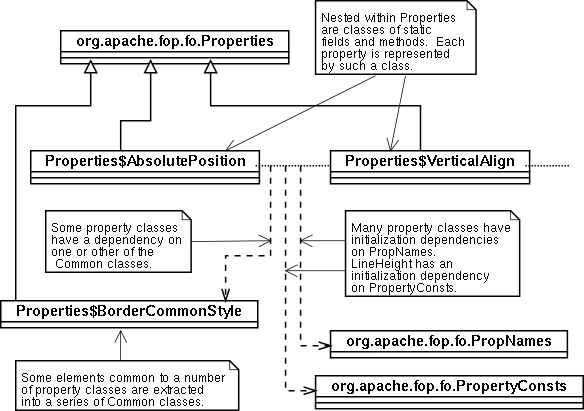 org.apache.fop.fo.Properties
Nested within Properties
are classes of static
fields and methods.  Each
property is represented
by such a class.
Properties$AbsolutePosition
Properties$VerticalAlign
Some property classes
have a dependency on
one or other of the
Common classes.
Many property classes have
initialization dependencies
on PropNames.
LineHeight has an
initialization dependency
on PropertyConsts.
Properties$BorderCommonStyle
org.apache.fop.fo.PropNames
Some elements common to a number
of property classes are extracted
into a series of Common classes.
org.apache.fop.fo.PropertyConsts